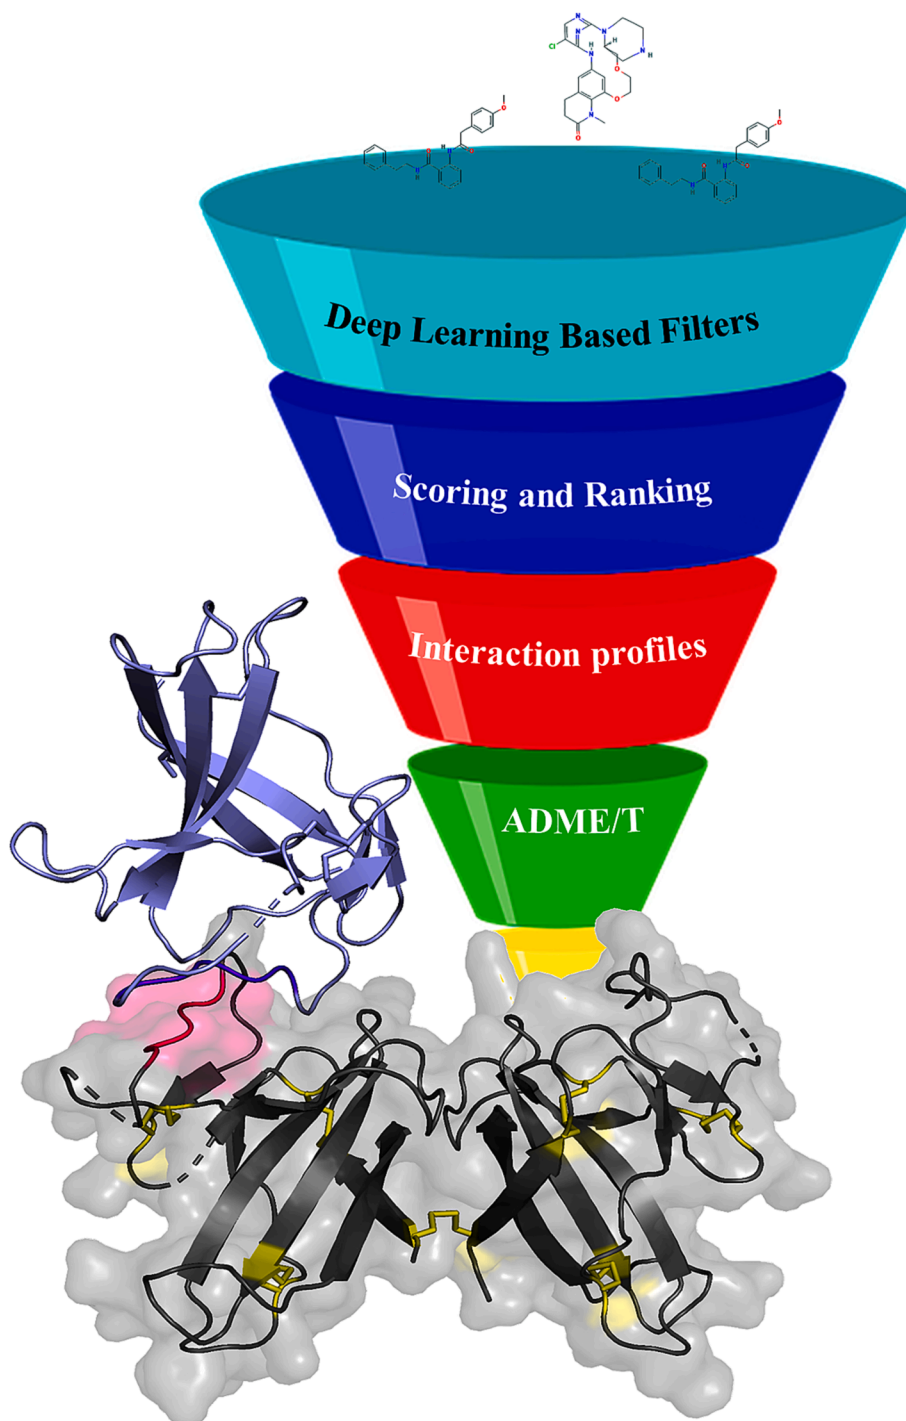 Deep Learning Based Filters
Scoring and Ranking
Interaction profiles
ADME/T